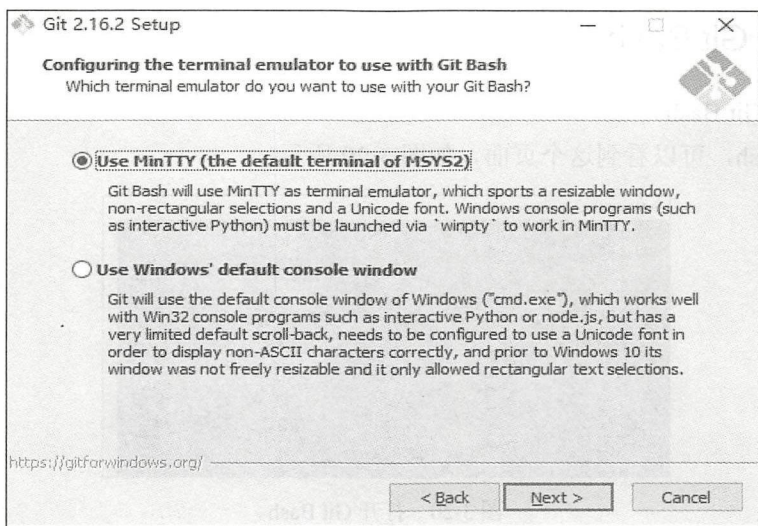 Git 2.16.2 Setup
Configuring the terminal emulator to use with Git Bash
Which terminal emulator do you want to use with your Git Bash?
Use MinTTY (the default terminal of MSYS2)
Git Bash will use MinTTY as terminal emulator, which sports a resizable window,
non-rectangular selections and a Unicode font. Windows console programs (such
as interactive Python) must be launched via `winpty` to work in MinTTY.
Use Windows' default console window
Git will use the default console window of Windows ("cmd.exe"), which works well
with Win32 console programs such as interactive Python or node.js, but has a
very limited default scroll-back, needs to be configured to use a Unicode font in
order to display non-ASCII characters correctly, and prior to Windows 10 its
window was not freely resizable and it only allowed rectangular text selections.
https://gitforwindows.org/
< Back
Next >
Cancel